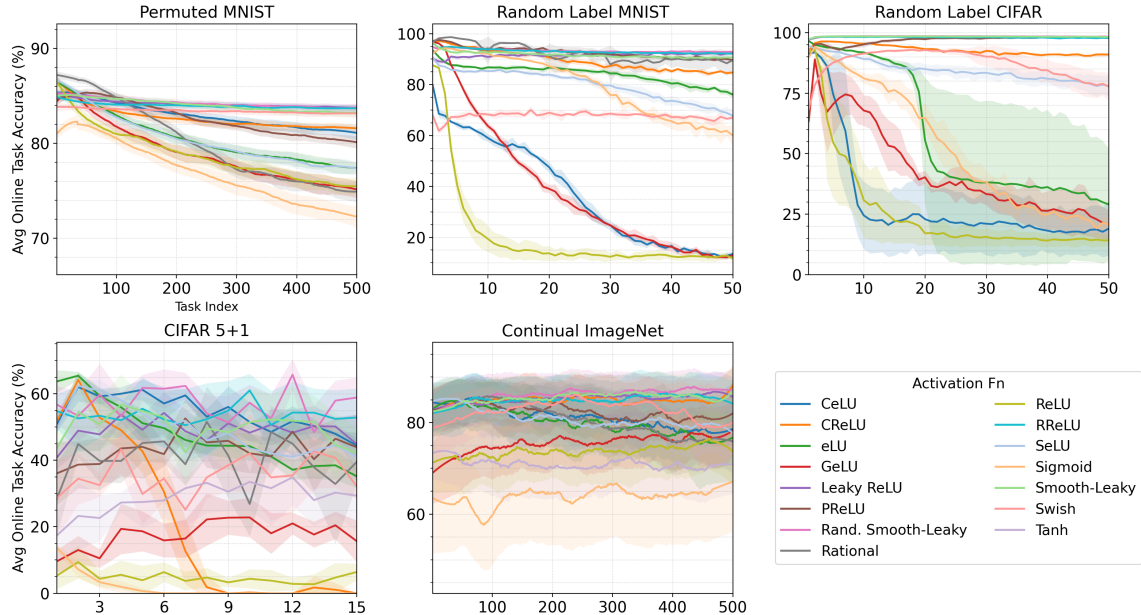 Permuted MNIST
Random Label MNIST
Random Label CIFAR
Avg Online Task Accuracy (%)
90
80
70
100
200
300
400
500
Task Index
100
80
60
40
20
10
20
30
40
50
100
75
50
25
0
10
20
30
40
50
CIFAR 5+1
Continual ImageNet
Avg Online Task Accuracy (%)
60
40
20
0
3
6
9
12
15
80
60
100
200
300
400
500
Activation Fn
CeLU
CReLU
eLU
GeLU
Leaky ReLU
PReLU
Rand. Smooth-Leaky
Rational
ReLU
RReLU
SeLU
Sigmoid
Smooth-Leaky
Swish
Tanh